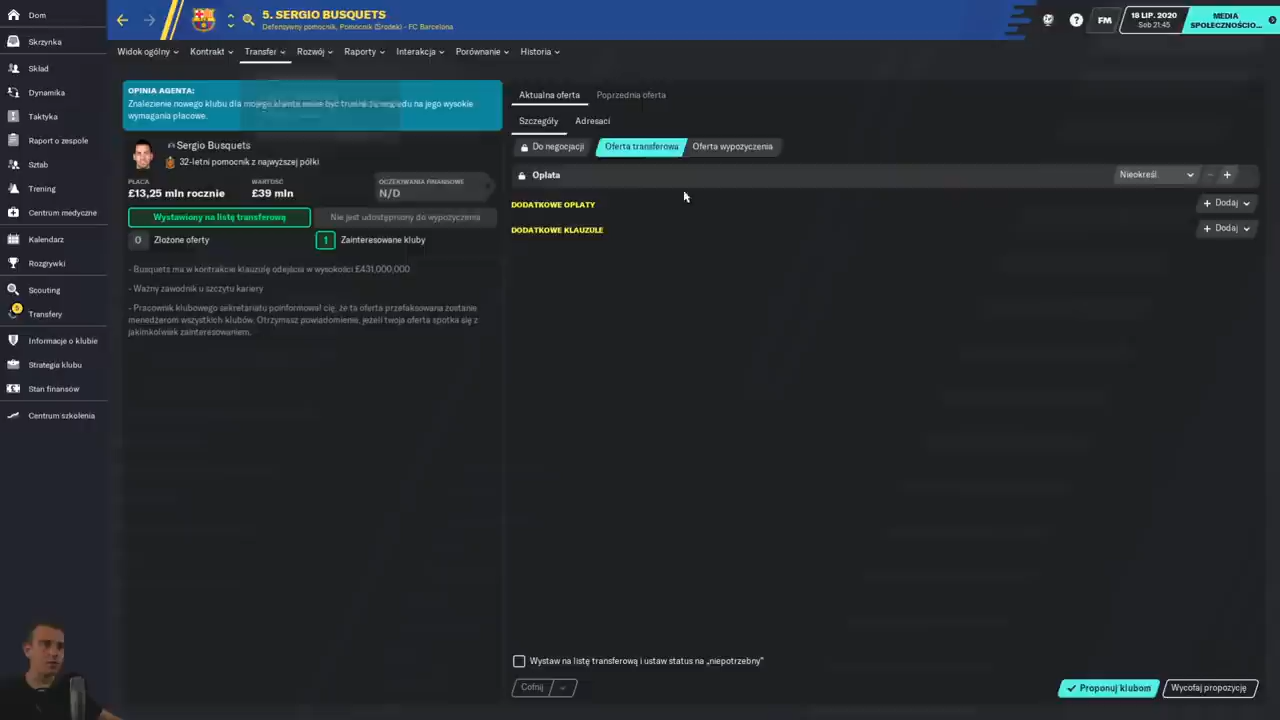 Dom
Skrzynka
Skład
Dynamika
Taktyka
Raport o zespole
Sztab
Trening
Centrum medyczne
Kalendarz
Rozgrywki
Scouting
5
Transfery
Informacje o klubie
Strategia klubu
Stan finansów
Centrum szkolenia
5. SERGIO BUSQUETS
Defensywny pomocnik, Pomocnik (Środek) - FC Barcelona
FM
18 LIP. 2020
Sob 21:45
MEDIA
SPOŁECZNOŚCIO...
Widok ogólny
Kontrakt
Transfer
Rozwój
Raporty
Interakcja
Porównanie
Historia
OPINIA AGENTA:
Znalezienie nowego klubu dla mojego klienta może być trudne ze względu na jego wysokie
wymagania płacowe.
Sergio Busquets
32-letni pomocnik z najwyższej półki
PŁACA
£13,25 mln rocznie
WARTOŚĆ
£39 mln
OCZEKIWANIA FINANSOWE
N/D
Wystawiony na listę transferową
Nie jest udostępniony do wypożyczenia
0 Złożone oferty
1 Zainteresowane kluby
- Busquets ma w kontrakcie klauzulę odejścia w wysokości £431,000,000
- Ważny zawodnik u szczytu kariery
- Pracownik klubowego sekretariatu poinformował cię, że ta oferta przefaksowana zostanie
menedżerom wszystkich klubów. Otrzymasz powiadomienie, jeżeli twoja oferta spotka się z
jakimkolwiek zainteresowaniem.
Aktualna oferta
Poprzednia oferta
Szczegóły
Adresaci
Do negocjacji
Oferta transferowa
Oferta wypożyczenia
Opłata
Nieokreśl.
DODATKOWE OPŁATY
Dodaj
DODATKOWE KLAUZULE
Dodaj
Wystaw na listę transferową i ustaw status na „niepotrzebny"
Cofnij
Proponuj klubom
Wycofaj propozycję